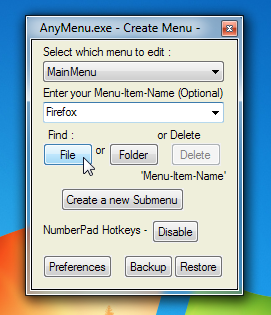 AnyMenu.exe - Create Menu -
Select which menu to edit :
MainMenu
Enter your Menu-Item-Name (Optional)
Firefox
Find : or Delete
File or Folder Delete
'Menu-Item-Name'
Create a new Submenu
NumberPad Hotkeys - Disable
Preferences Backup Restore